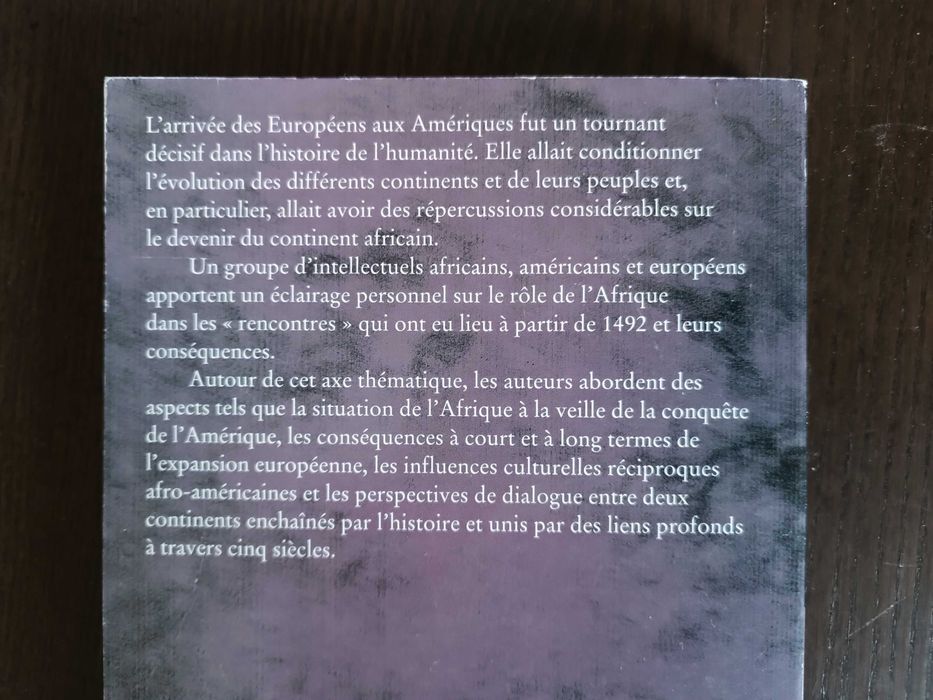 L’arrivée des Européens aux Amériques fut un tournant
décisif dans l’histoire de l’humanité. Elle allait conditionner
l’évolution des différents continents et de leurs peuples et,
en particulier, allait avoir des répercussions considérables sur
le devenir du continent africain.
Un groupe d’intellectuels africains, américains et européens
apportent un éclairage personnel sur le rôle de l’Afrique
dans les « rencontres » qui ont eu lieu à partir de 1492 et leurs
conséquences.
Autour de cet axe thématique, les auteurs abordent des
aspects tels que la situation de l’Afrique à la veille de la conquête
de l’Amérique, les conséquences à court et à long termes de
l’expansion européenne, les influences culturelles réciproques
afro-américaines et les perspectives de dialogue entre deux
continents enchaînés par l’histoire et unis par des liens profonds
à travers cinq siècles.